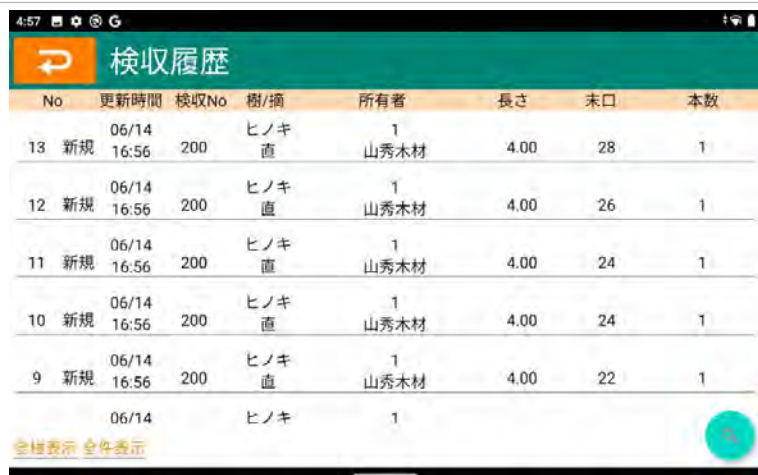 4:57 G
検収履歴
No 更新時間 検収No 樹/摘 所有者 長さ 末口 本数
06/14 ヒノキ 1
13 新規 16:56 200 直 山秀木材 4.00 28 1
06/14 ヒノキ 1
12 新規 16:56 200 直 山秀木材 4.00 26 1
06/14 ヒノキ 1
11 新規 16:56 200 直 山秀木材 4.00 24 1
06/14 ヒノキ 1
10 新規 16:56 200 直 山秀木材 4.00 24 1
06/14 ヒノキ 1
9 新規 16:56 200 直 山秀木材 4.00 22 1
06/14 ヒノキ 1
全件表示